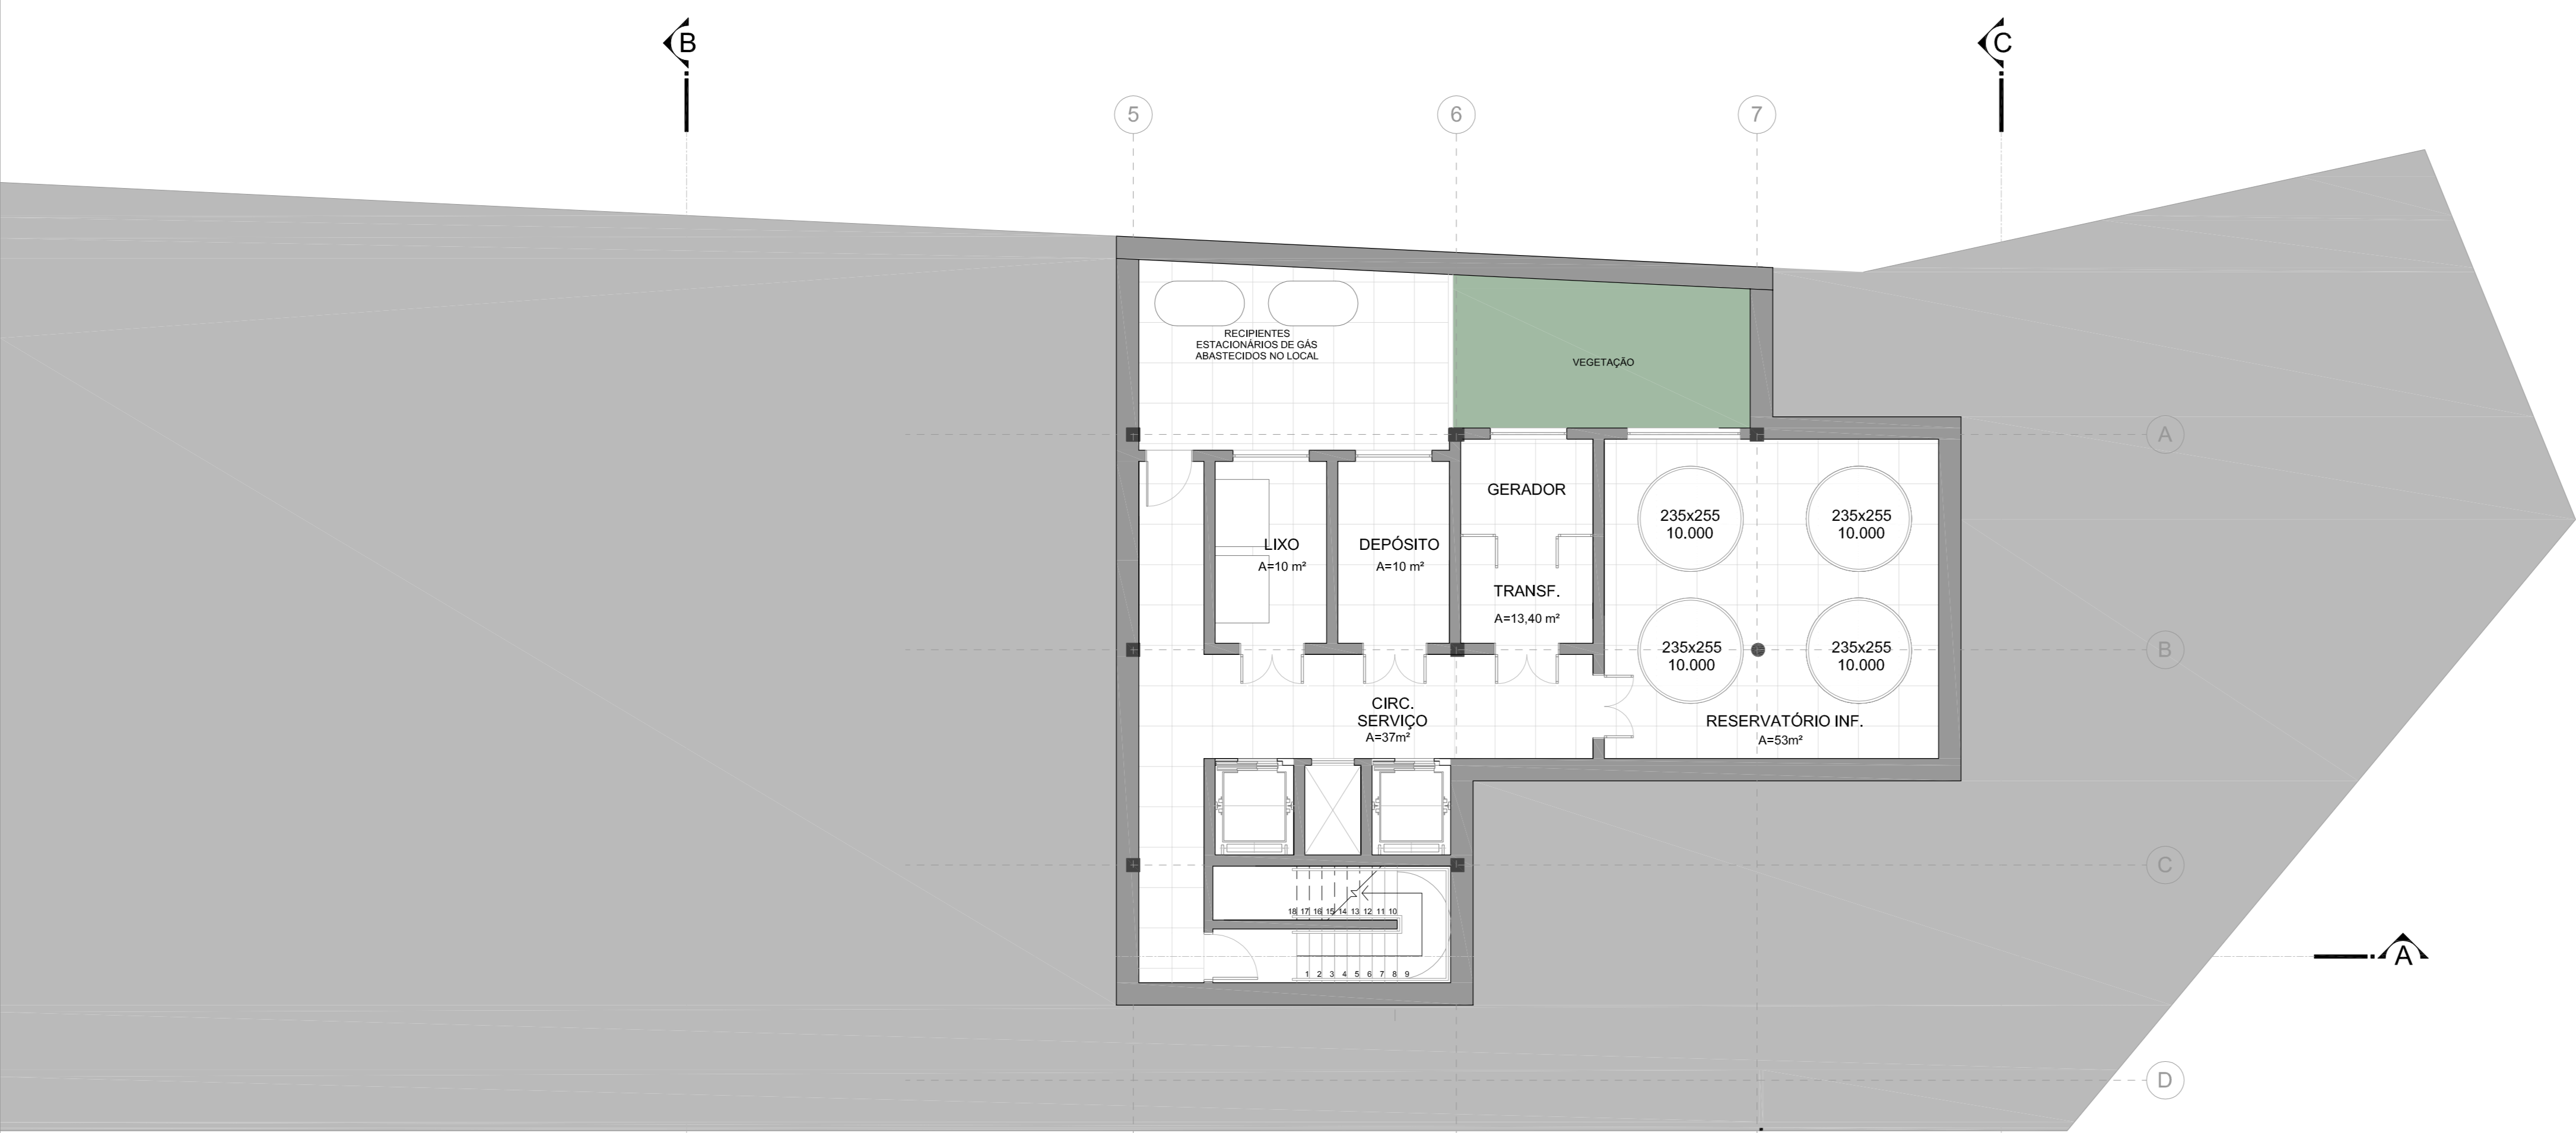 B
C
5
6
7
RECIPIENTES
ESTACIONÁRIOS DE GÁS
ABASTECIDOS NO LOCAL
VEGETAÇÃO
A
GERADOR
235x255
10.000
235x255
10.000
LIXO
A=10 m²
DEPÓSITO
A=10 m²
TRANSF.
A=13,40 m²
235x255
10.000
235x255
10.000
B
CIRC.
SERVIÇO
A=37m²
RESERVATÓRIO INF.
A=53m²
C
18 17 16 15 14 13 12 11 10
1 2 3 4 5 6 7 8 9
A
D